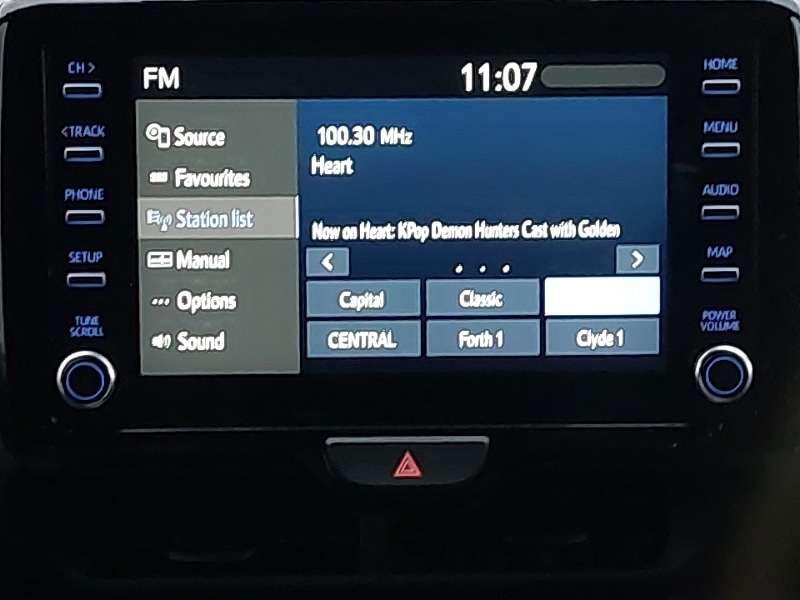 CH >
FM
11:07
HOME
<TRACK
Source
100.30 MHz
MENU
Heart
Favourites
PHONE
AUDIO
Station list
Now on Heart: KPop Demon Hunters Cast with Golden
SETUP
Manual
< >
MAP
Options
Capital Classic
TUNE
SCROLL
Sound
CENTRAL Forth 1 Clyde 1
POWER
VOLUME